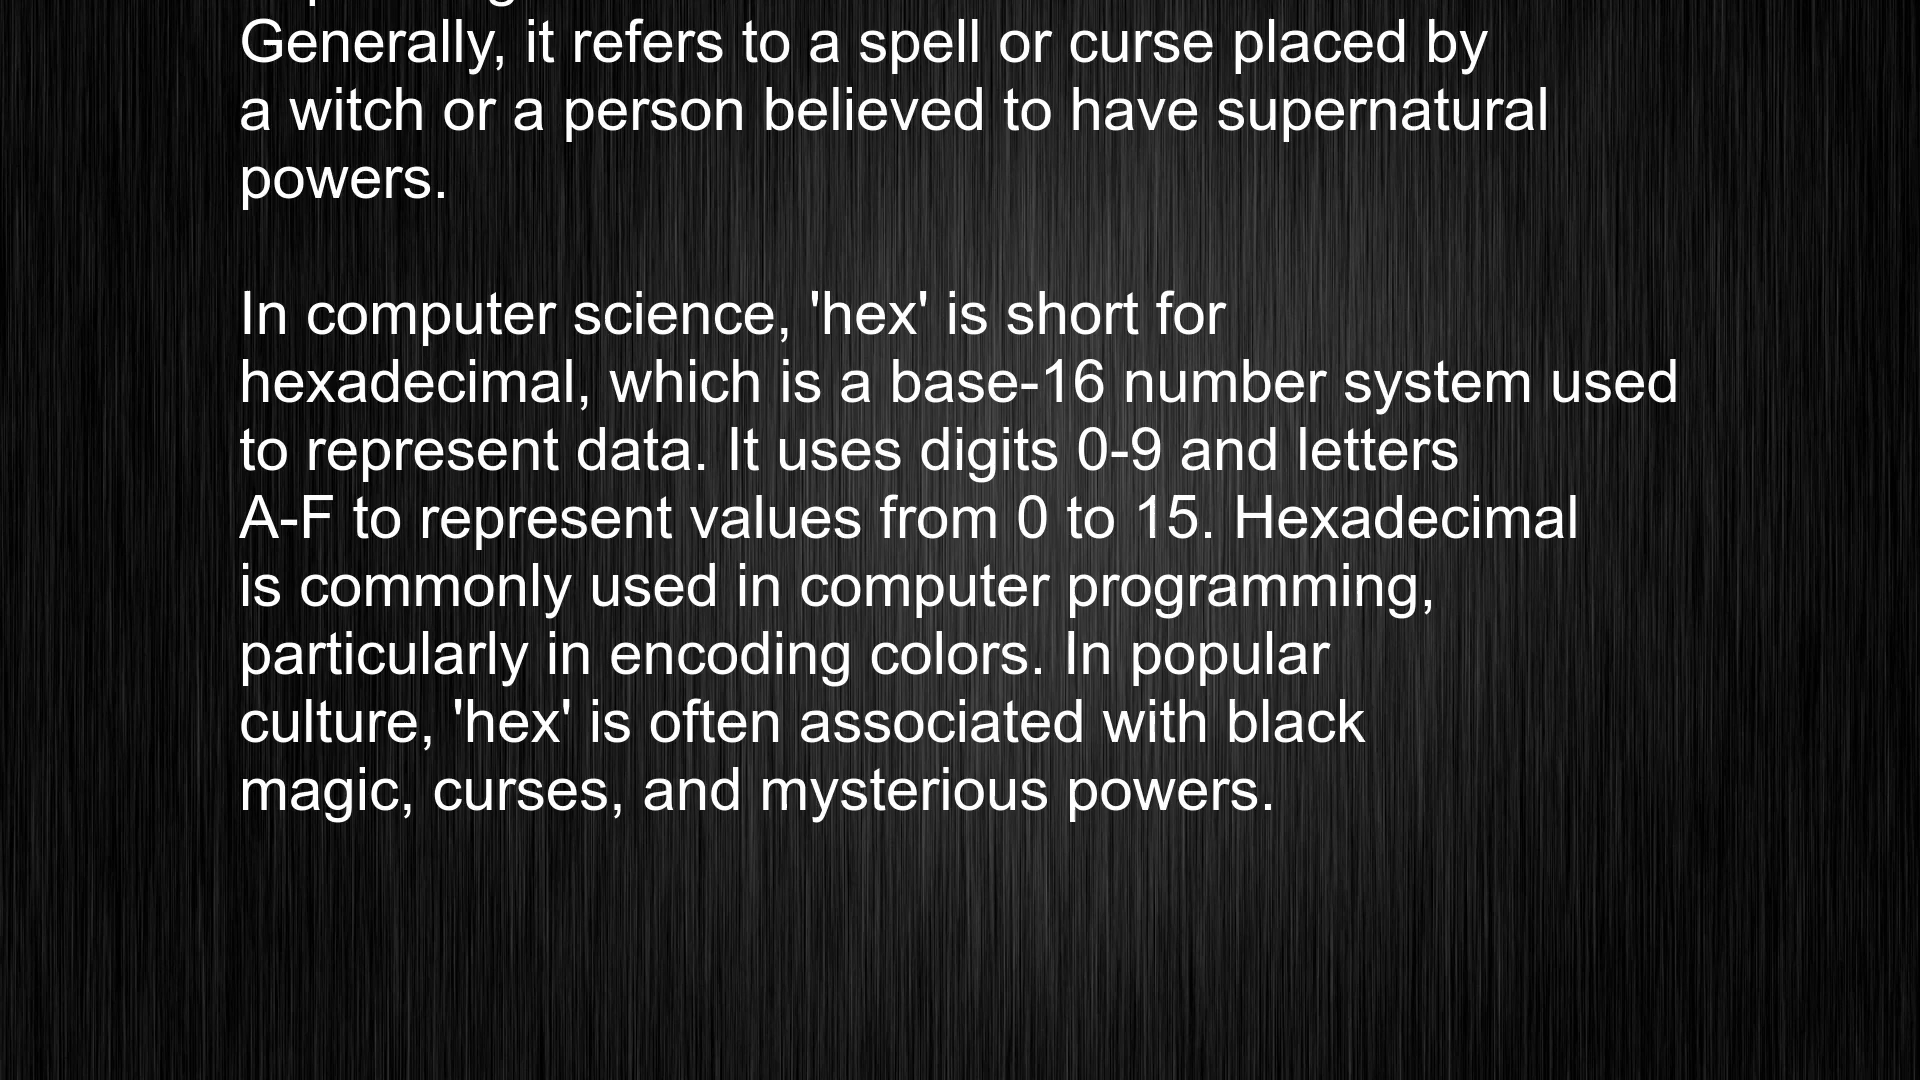 Generally, it refers to a spell or curse placed by
a witch or a person believed to have supernatural
powers.
In computer science, 'hex' is short for
hexadecimal, which is a base-16 number system used
to represent data. It uses digits 0-9 and letters
A-F to represent values from 0 to 15. Hexadecimal
is commonly used in computer programming,
particularly in encoding colors. In popular
culture, 'hex' is often associated with black
magic, curses, and mysterious powers.